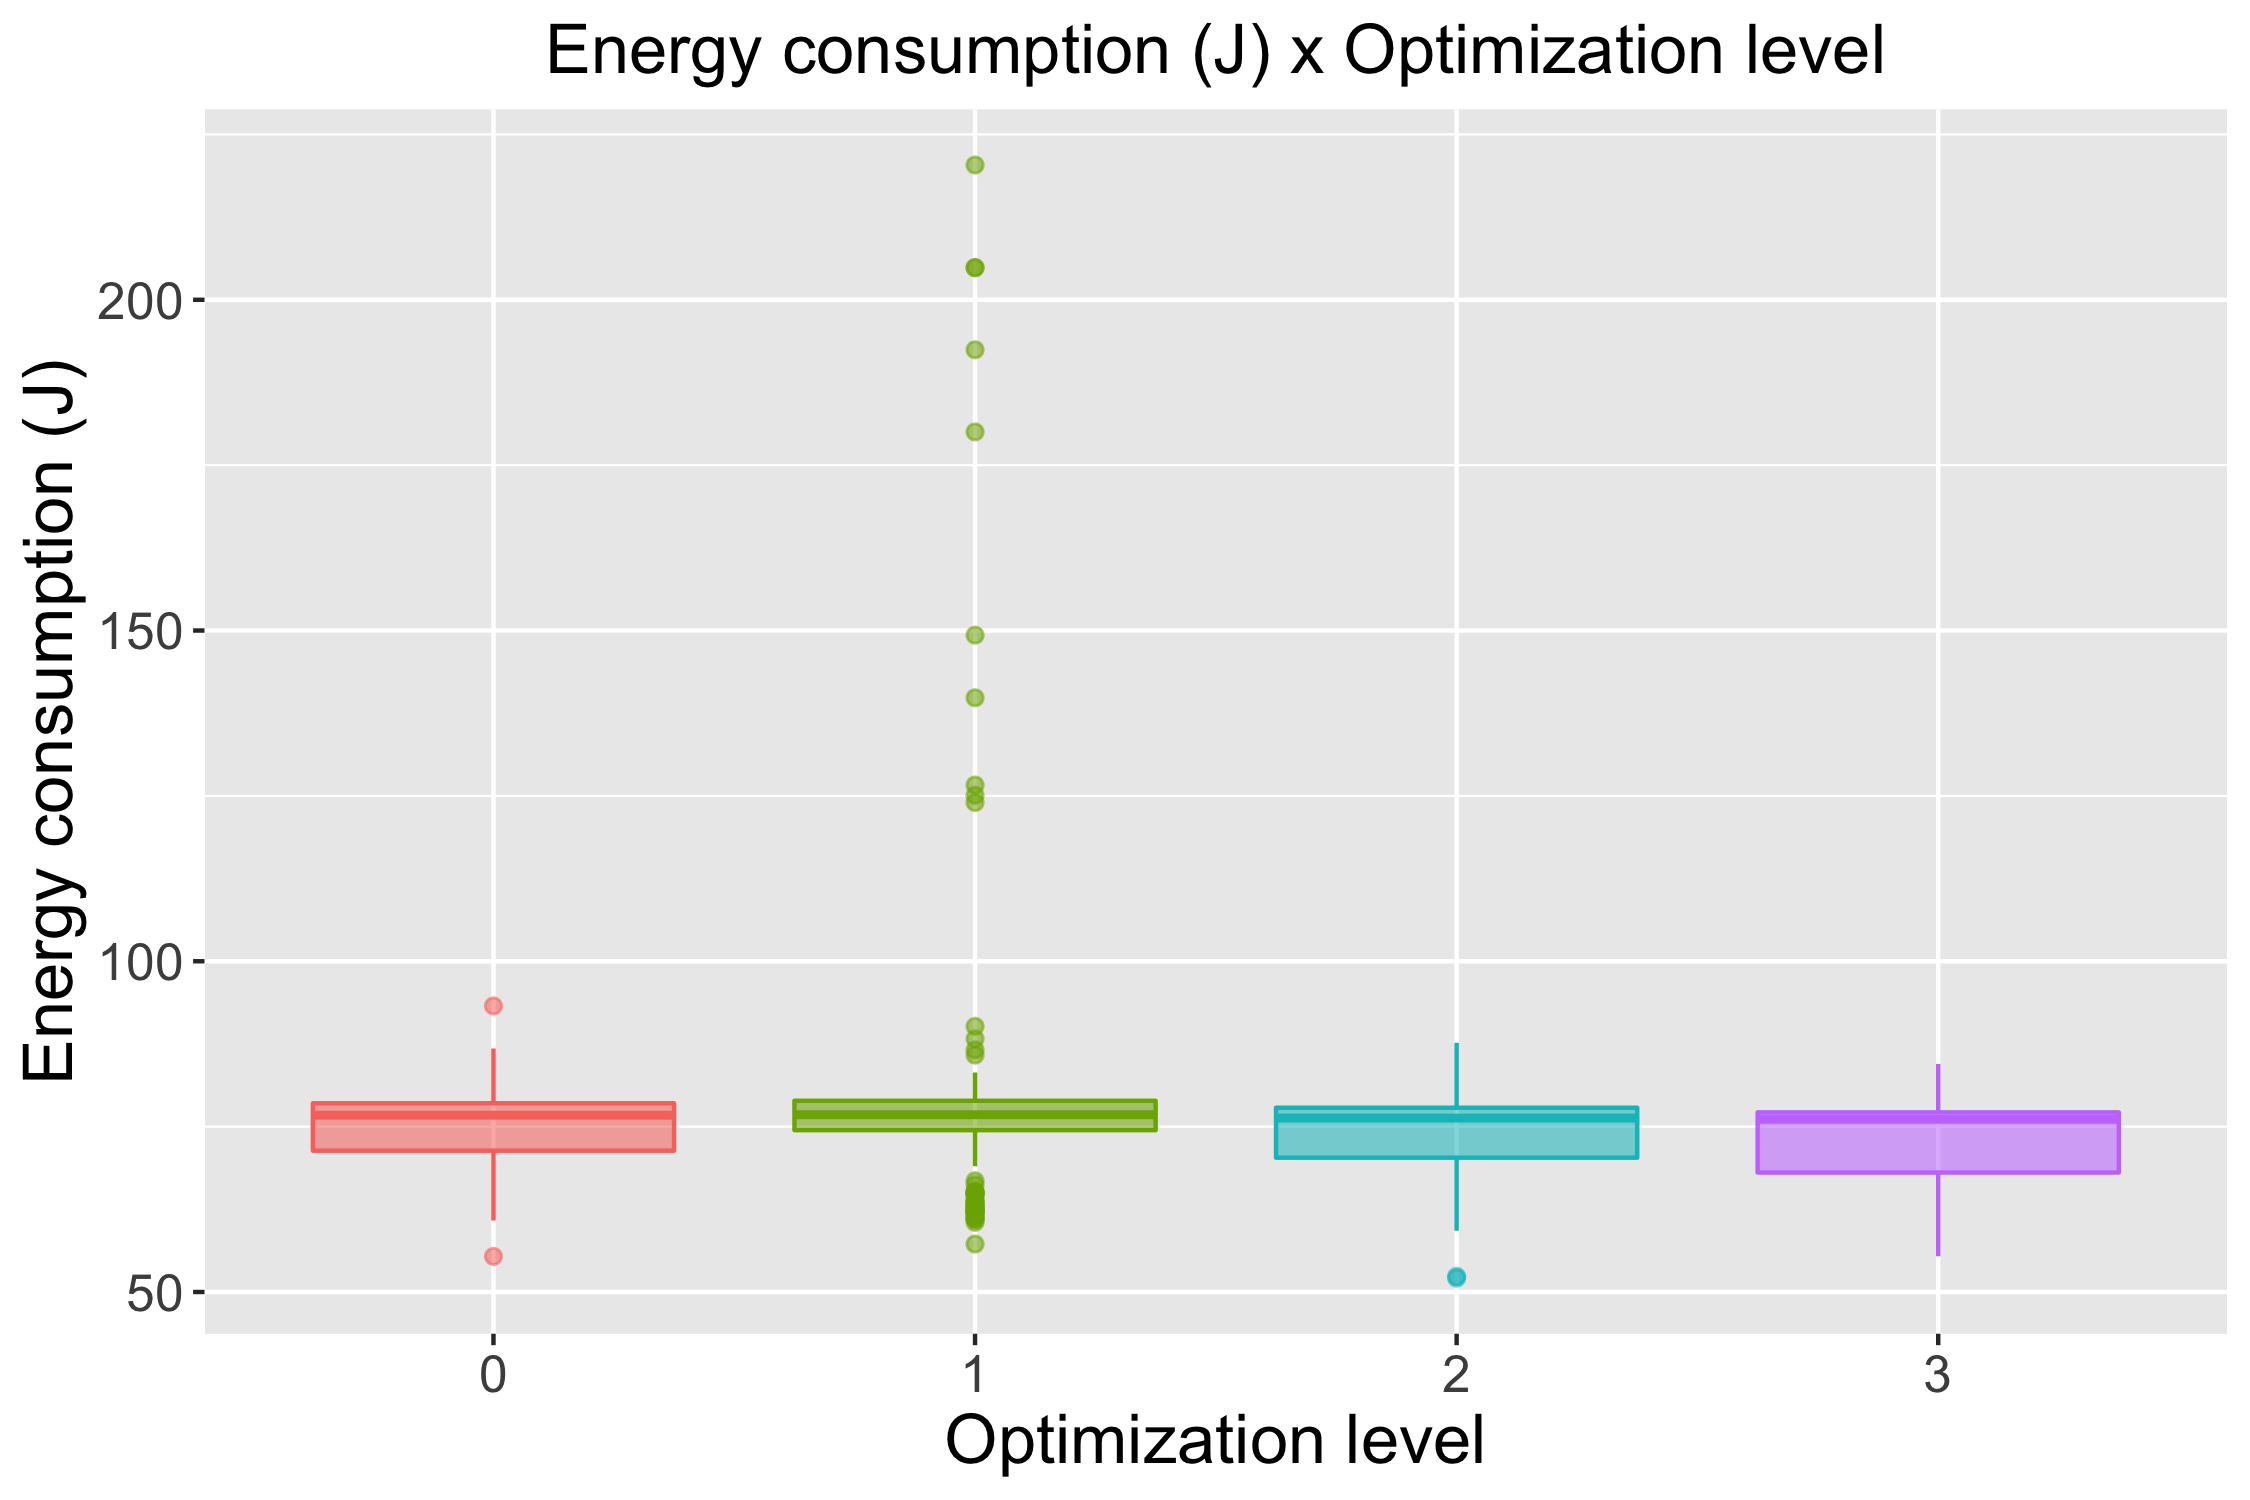 Energy consumption (J) x Optimization level
Energy consumption (J)
200
150
100
50
0 1 2 3
Optimization level